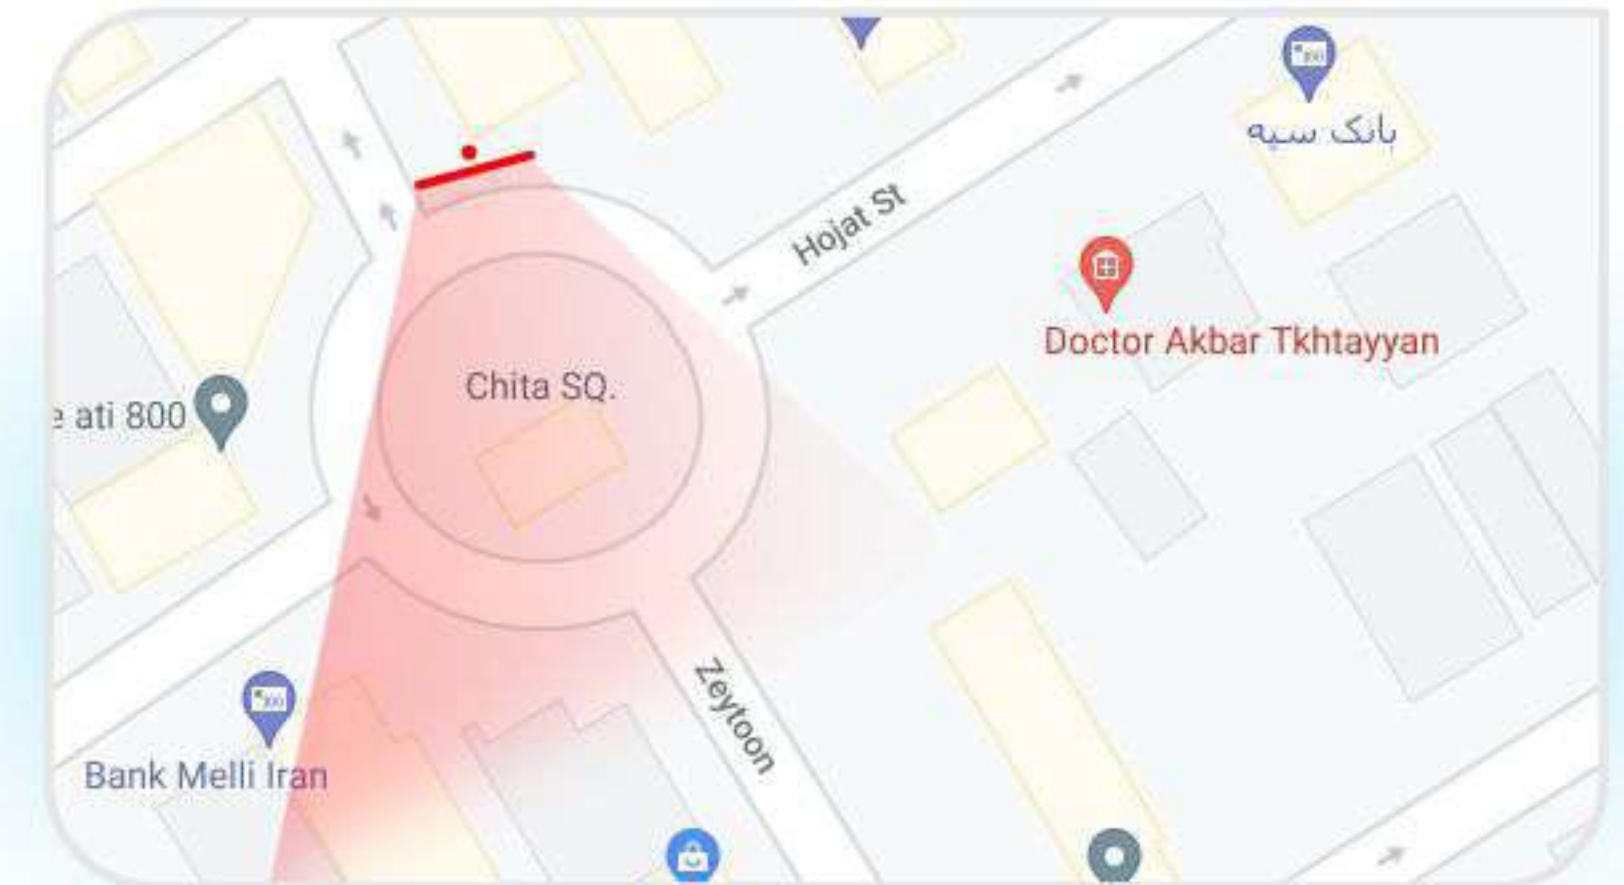 بانک سپه
Hojat St
Doctor Akbar Tkhtayyan
Chita SQ.
e ati 800
Zeytoon
Bank Melli Iran